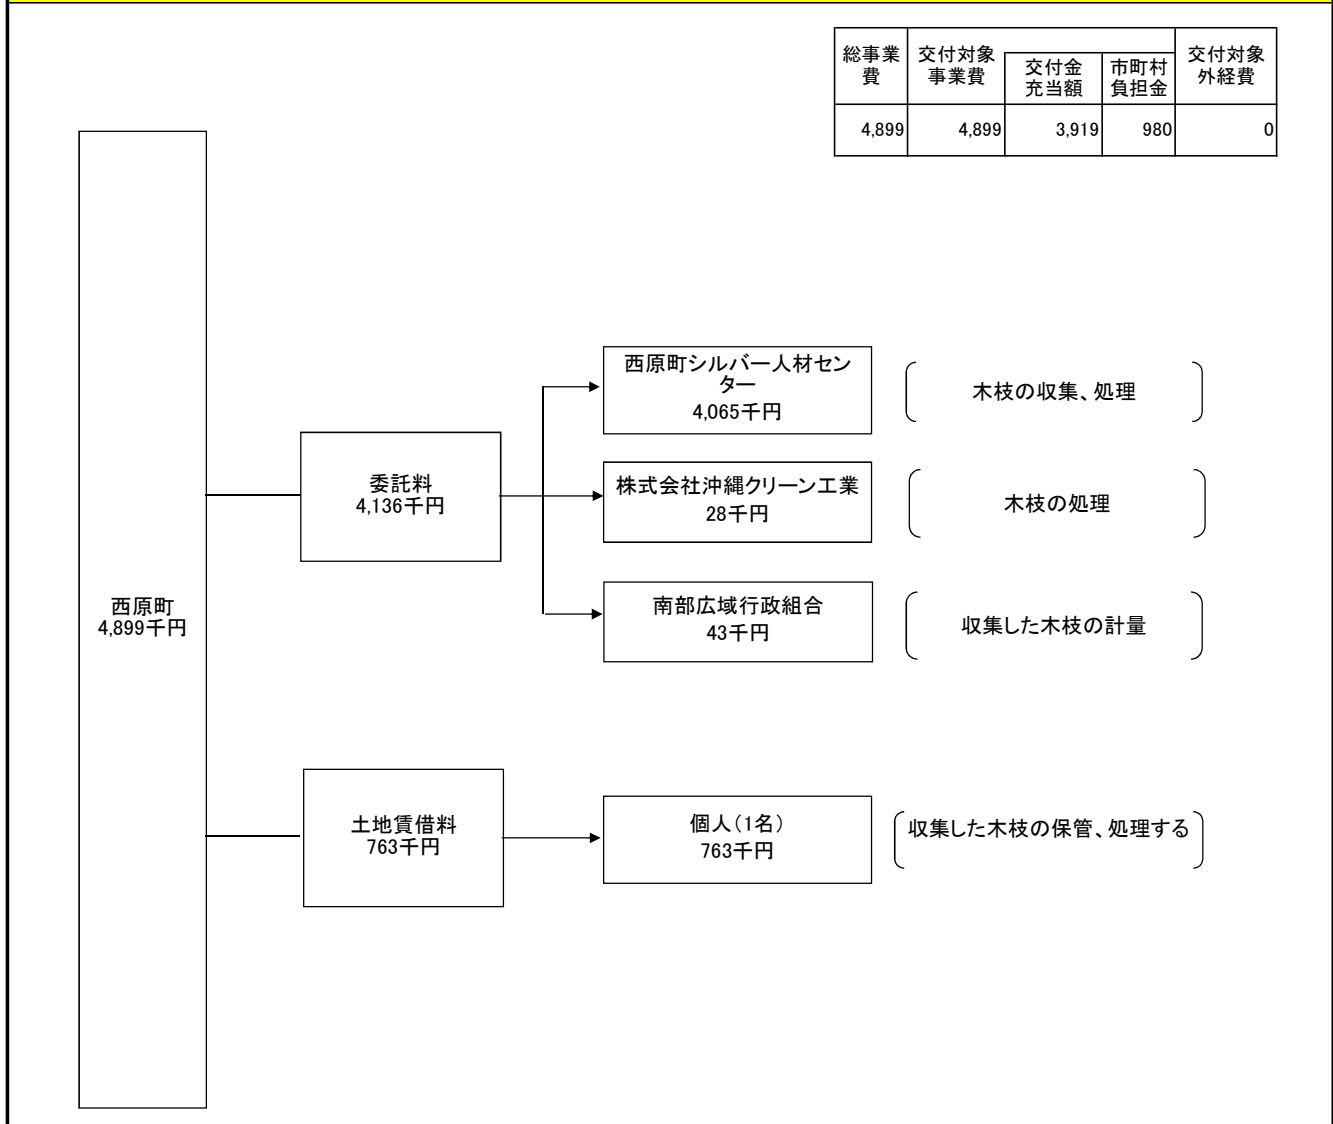 総事業
費
交付対象
事業費
交付金
充当額
市町村
負担金
交付対象
外経費
4,899
4,899
3,919
980
0
西原町シルバー人材セン
ター
4,065千円
木枝の収集、処理
委託料
4,136千円
株式会社沖縄クリーン工業
28千円
木枝の処理
西原町
4,899千円
南部広域行政組合
43千円
収集した木枝の計量
土地賃借料
763千円
個人(1名)
763千円
収集した木枝の保管、処理する